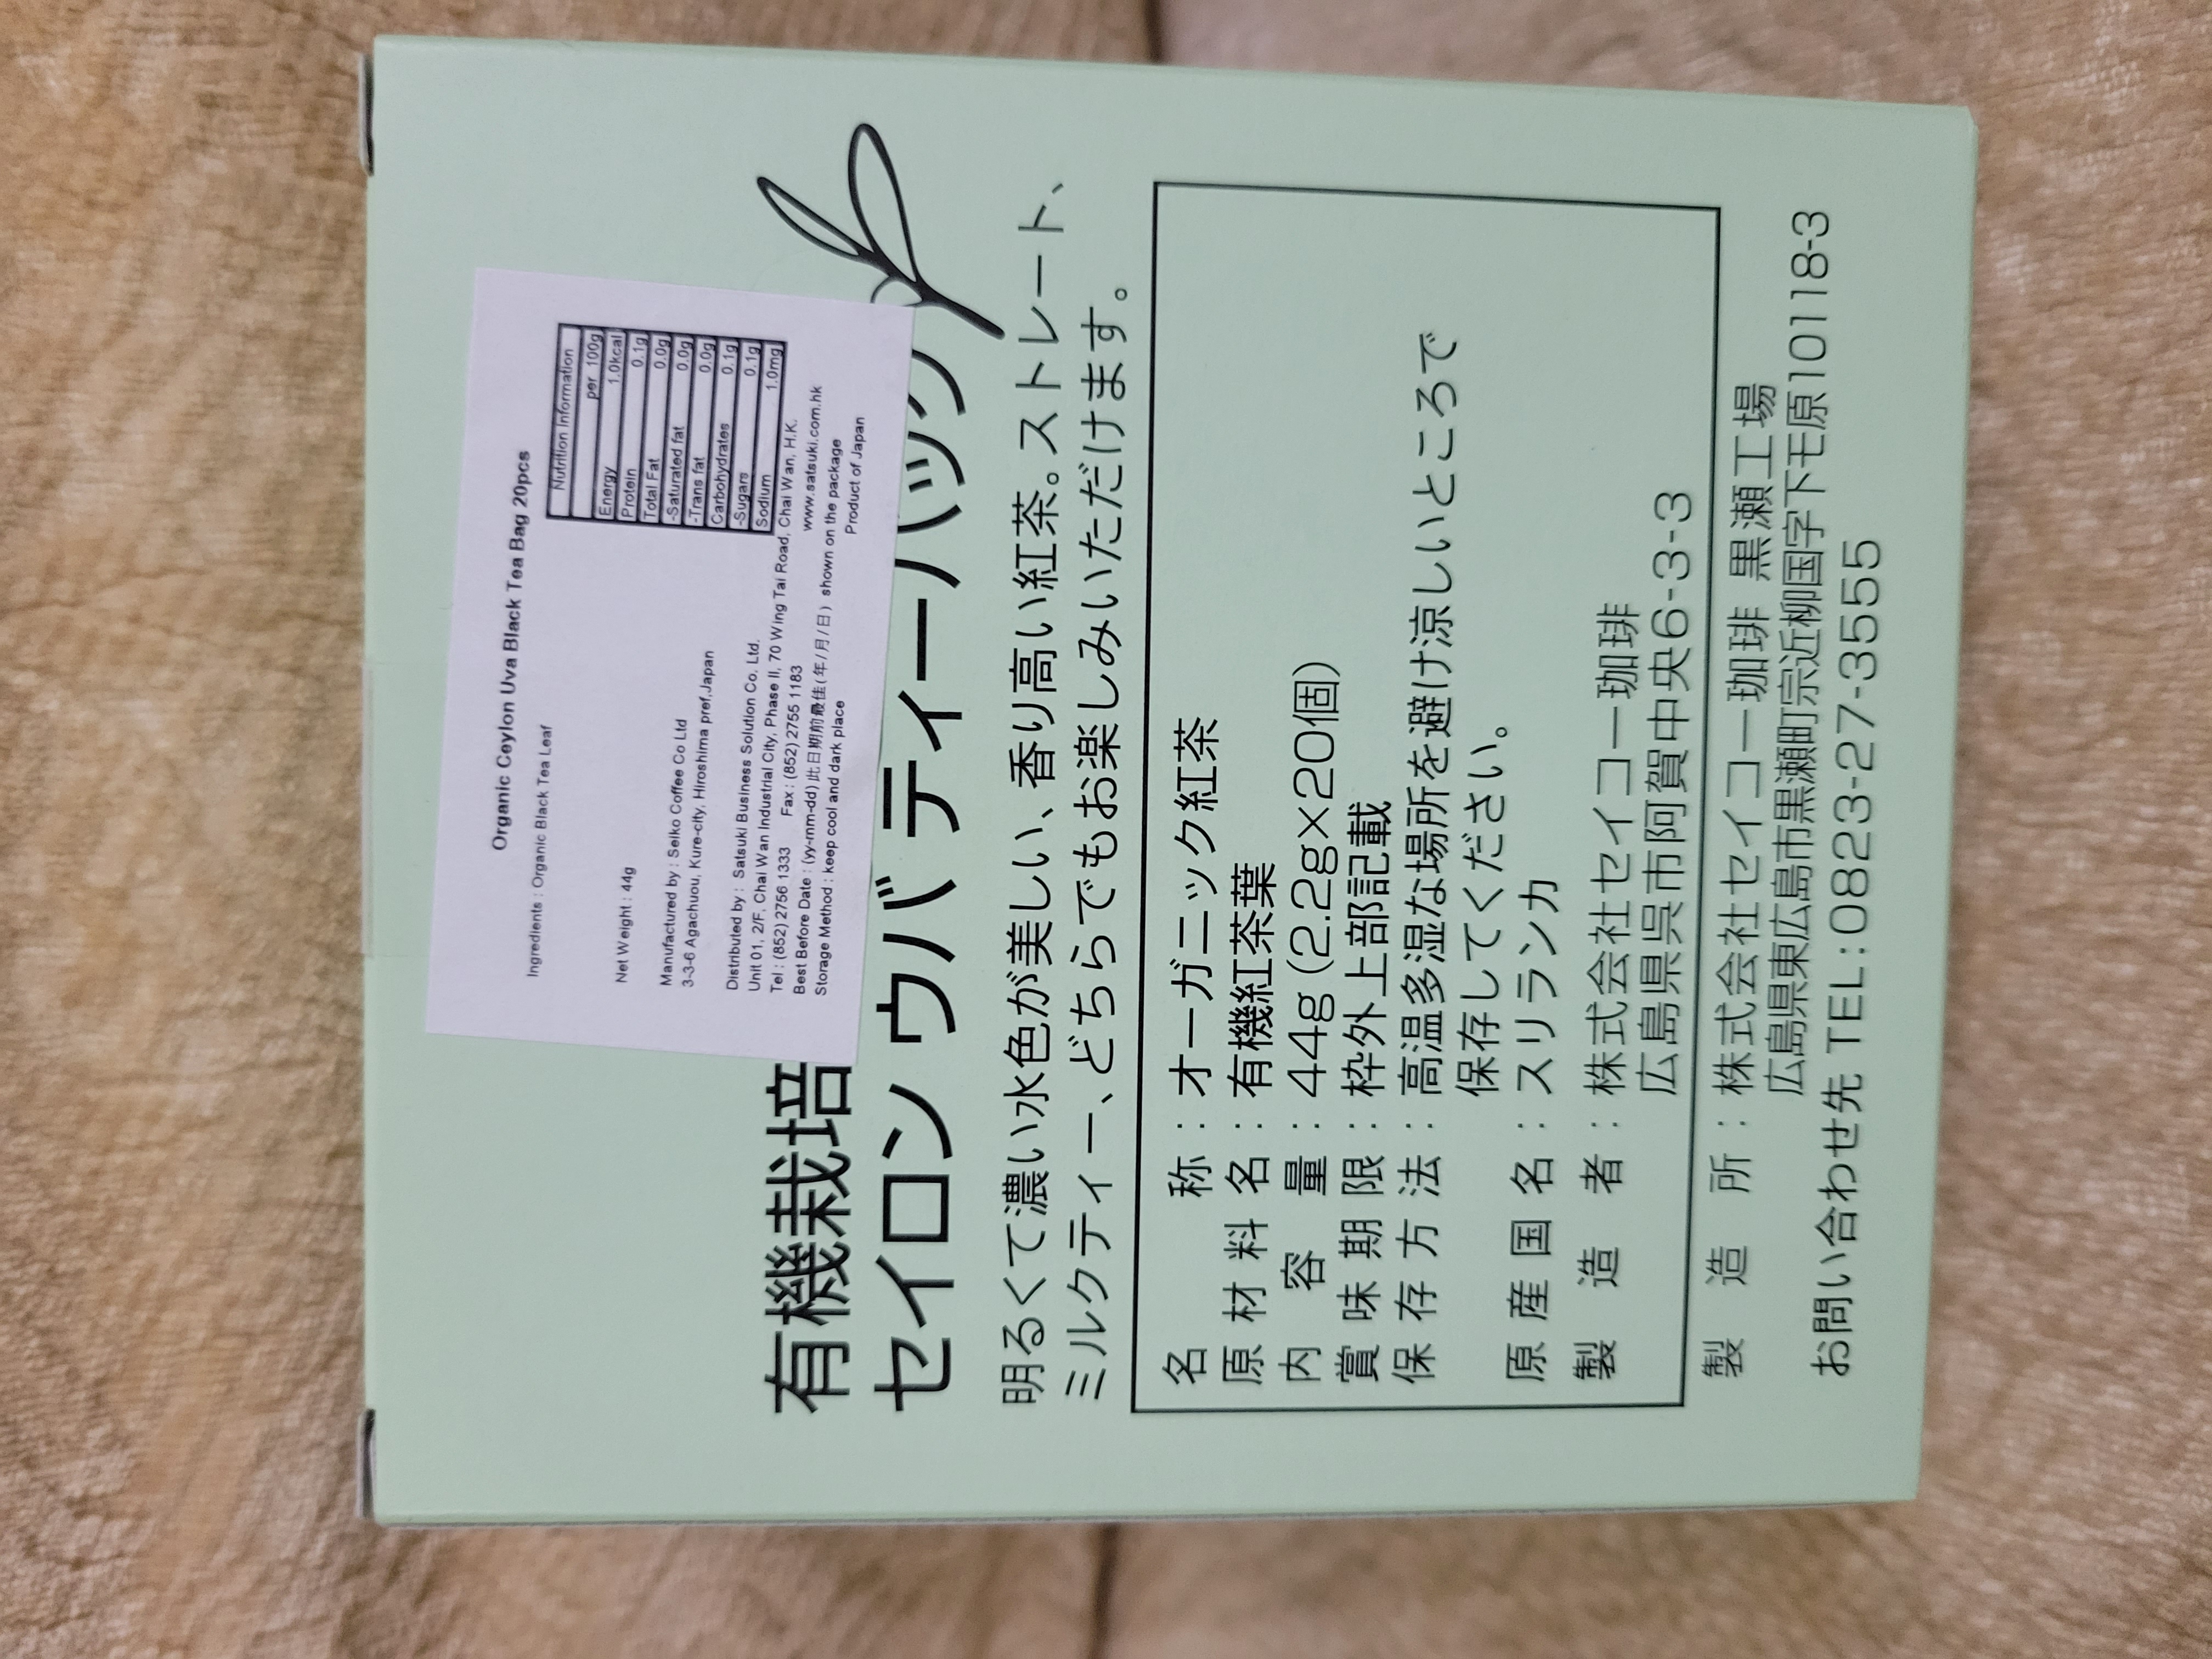 Organic Ceylon Uva Black Tea Bag 20pcs
Ingredients : Organic Black Tea Leaf
Net Weight : 44g
Manufactured by : Seiko Coffee Co Ltd
3-3-6 Agachuou, Kure-city, Hiroshima pref,Japan
Distributed by : Satsuki Business Solution Co. Ltd.
Unit 01, 2/F, Chai Wan Industrial City, Phase II, 70 Wing Tai Road, Chai Wan, H.K.
Tel : (852) 2756 1333 Fax : (852) 2755 1183 www.satsuki.com.hk
Best Before Date : (yy-mm-dd) 此日期前最佳(年/月/日) shown on the package
Storage Method : keep cool and dark place Product of Japan
Nutrition Information
per 100g
Energy 1.0kcal
Protein 0.1g
Total Fat 0.0g
-Saturated fat 0.0g
-Trans fat 0.0g
Carbohydrates 0.1g
-Sugars 0.1g
Sodium 1.0mg
有機栽培
セイロン ウバ ティーバッグ
明るくて濃い水色が美しい、香り高い紅茶。ストレート、
ミルクティー、どちらでもお楽しみいただけます。
名称:オーガニック紅茶
原材料名:有機紅茶葉
内容量:44g(2.2g×20個)
賞味期限:枠外上部記載
保存方法:高温多湿な場所を避け涼しいところで
保存してください。
原産国名:スリランカ
製造者:株式会社セイコー珈琲
広島県呉市阿賀中央6-3-3
製造所:株式会社セイコー珈琲 黒瀬工場
広島県東広島市黒瀬町宗近柳国字下モ原10118-3
お問い合わせ先 TEL:0823-27-3555